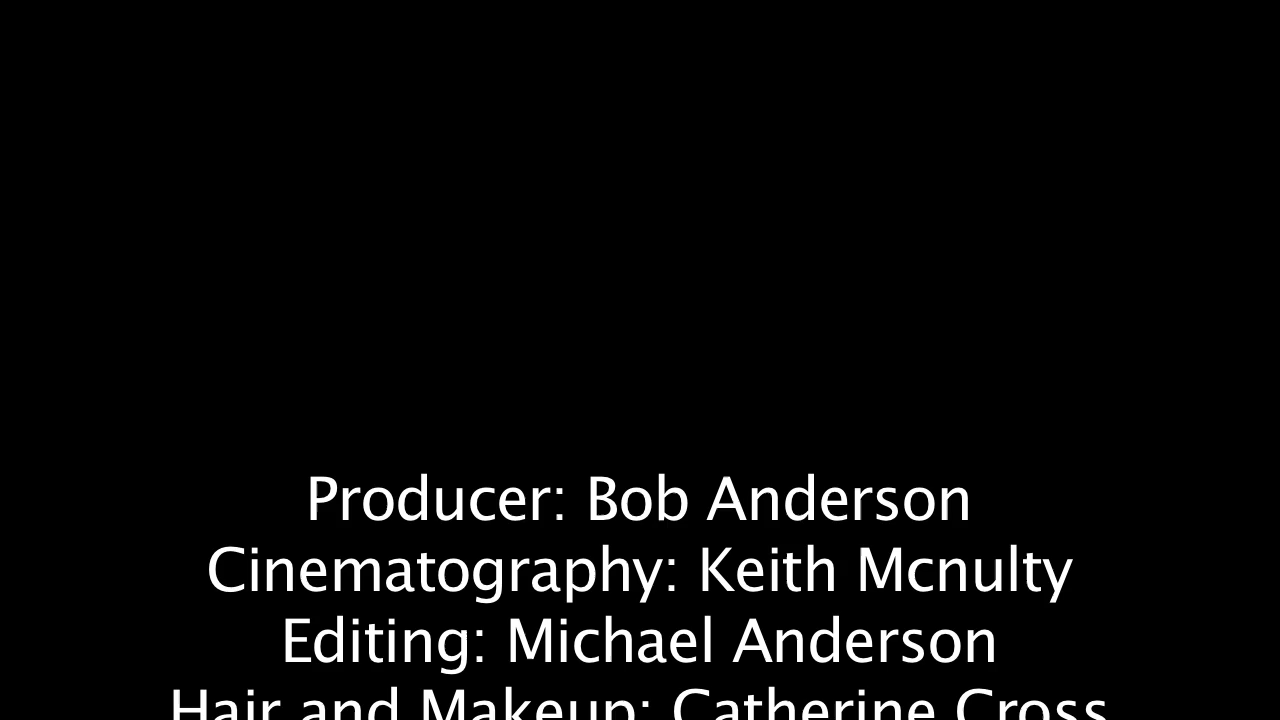 Producer: Bob Anderson
Cinematography: Keith Mcnulty
Editing: Michael Anderson
Hair and Makeup: Catherine Cross